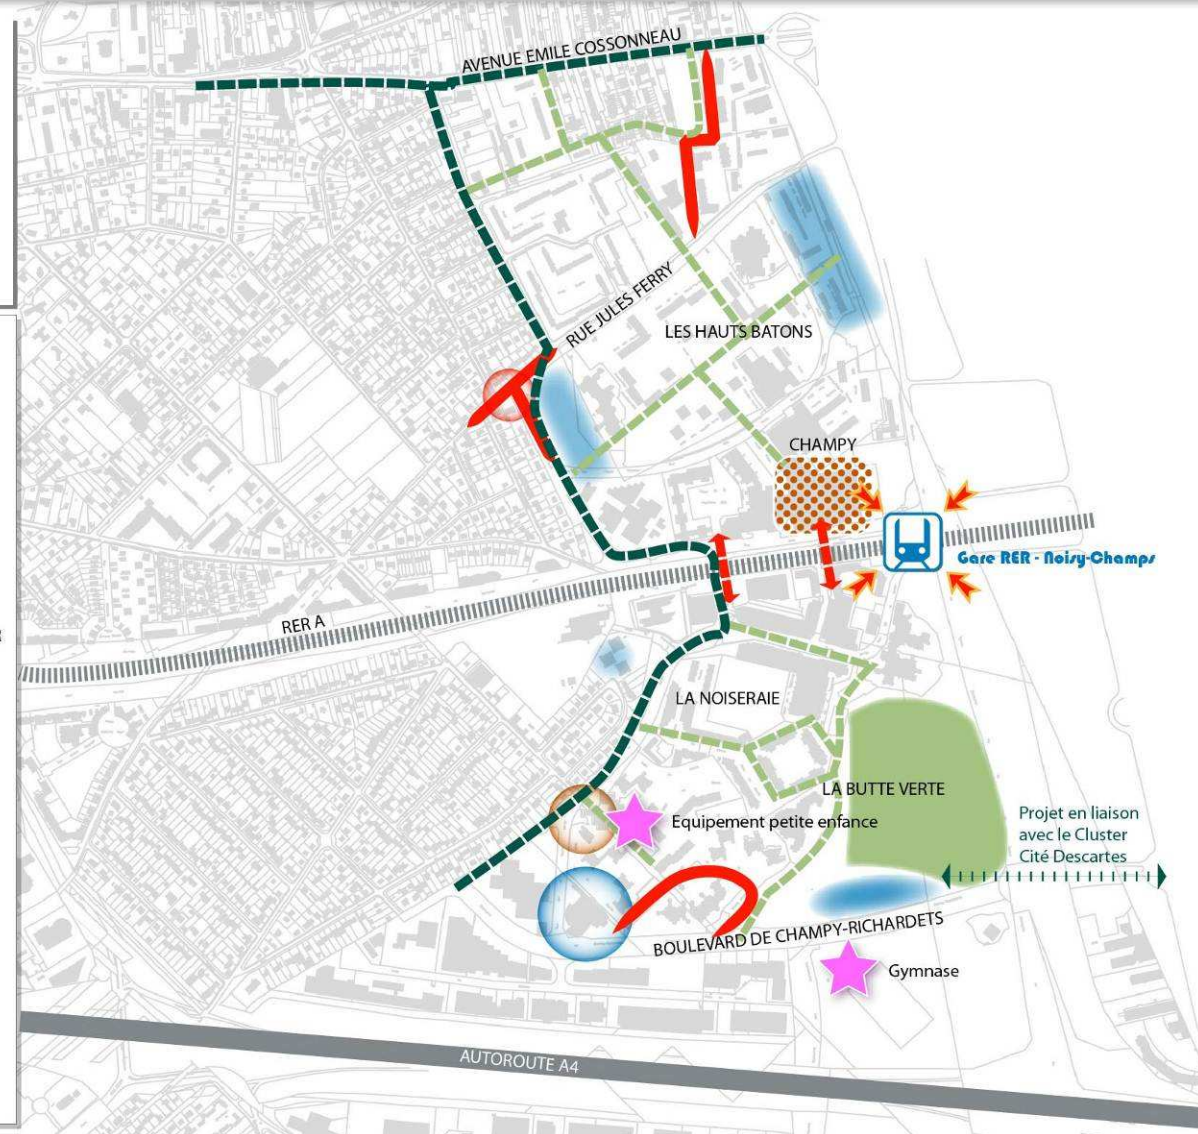 AVENUE EMILE COSSONNEAU
RUE JULES FERRY
LES HAUTS BATONS
CHAMPY
Gare RER - Noisy-Champs
RER A
LA NOISERAIE
LA BUTTE VERTE
Equipement petite enfance
Projet en liaison
avec le Cluster
Cité Descartes
BOULEVARD DE CHAMPY-RICHARDETS
Gymnase
AUTOROUTE A4